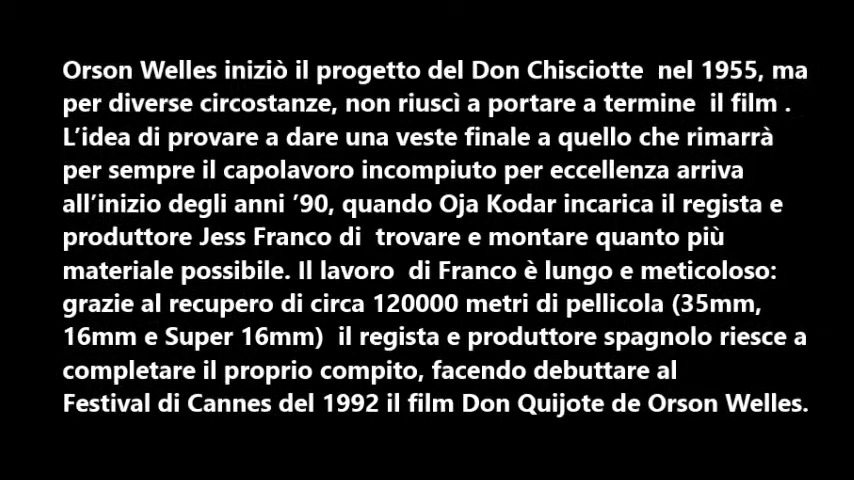 Orson Welles iniziò il progetto del Don Chisciotte  nel 1955, ma
per diverse circostanze, non riuscì a portare a termine  il film .
L’idea di provare a dare una veste finale a quello che rimarrà
per sempre il capolavoro incompiuto per eccellenza arriva
all’inizio degli anni ’90, quando Oja Kodar incarica il regista e
produttore Jess Franco di  trovare e montare quanto più
materiale possibile. Il lavoro  di Franco è lungo e meticoloso:
grazie al recupero di circa 120000 metri di pellicola (35mm,
16mm e Super 16mm)  il regista e produttore spagnolo riesce a
completare il proprio compito, facendo debuttare al
Festival di Cannes del 1992 il film Don Quijote de Orson Welles.